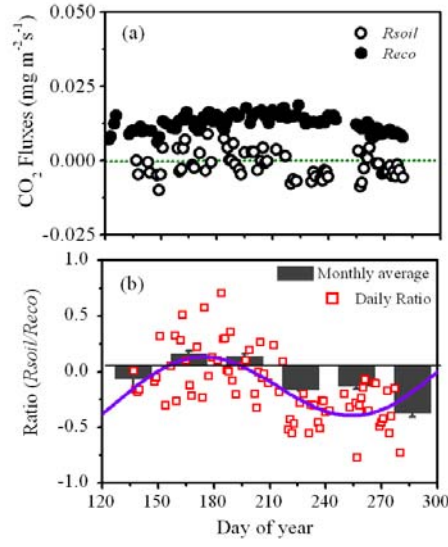 0.050
(a)
Rsoil
Reco
0.025
0.000
-0.025
CO₂ Fluxes (mg m⁻²s⁻¹)
1.0
(b)
Monthly average
Daily Ratio
0.5
0.0
-0.5
-1.0
Ratio (Rsoil/Reco)
120 150 180 210 240 270 300
Day of year